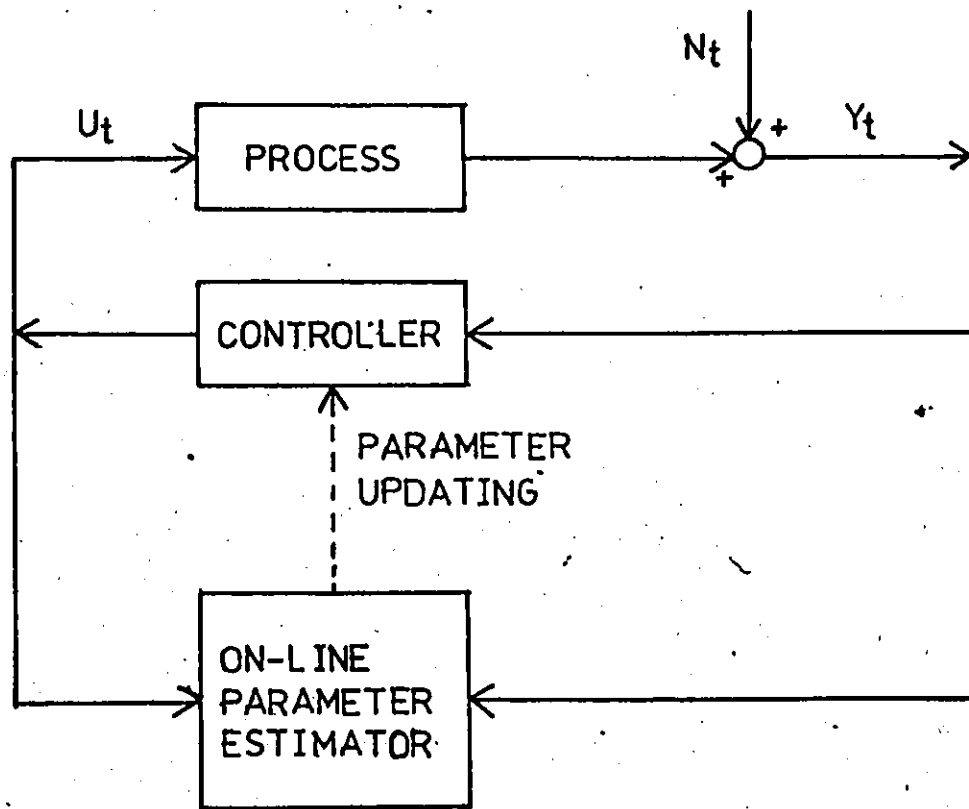 Nt
Ut
+
Yt
PROCESS
+
CONTROLLER
PARAMETER
UPDATING
ON-LINE
PARAMETER
ESTIMATOR